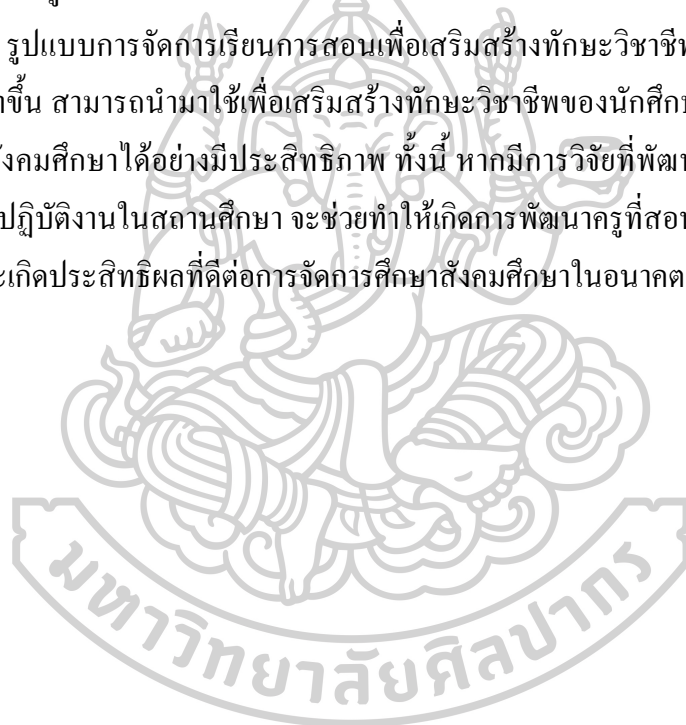 รูปแบบการจัดการเรียนการสอนเพื่อเสริมสร้างทักษะวิชาชีพ
ขึ้น สามารถนำมาใช้เพื่อเสริมสร้างทักษะวิชาชีพของนักศึกษ
ังคมศึกษาได้อย่างมีประสิทธิภาพ ทั้งนี้ หากมีการวิจัยที่พัฒน
ปฏิบัติงานในสถานศึกษา จะช่วยทำให้เกิดการพัฒนาครูที่สอน
ะเกิดประสิทธิผลที่ดีต่อการจัดการศึกษาสังคมศึกษาในอนาคต
มหาวิทยาลัยศิลปากร